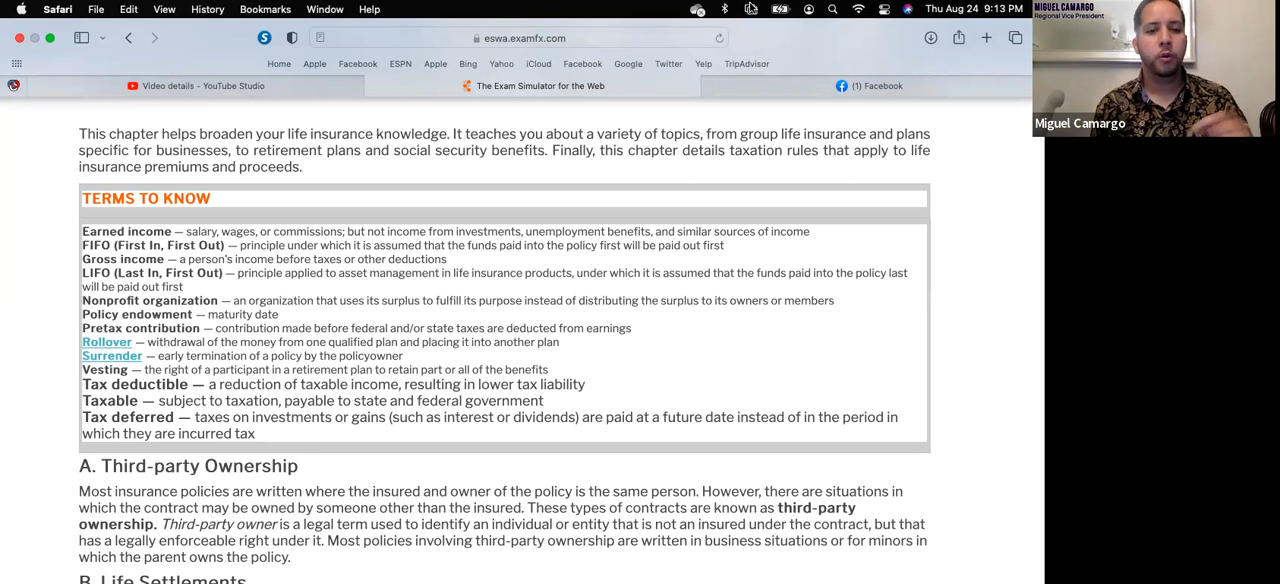 Safari File Edit View History Bookmarks Window Help Thu Aug 24 9:13 PM
MIGUEL CAMARGO
Regional Vice President
eswa.examfx.com
Home Apple Facebook ESPN Apple Bing Yahoo iCloud Facebook Google Twitter Yelp TripAdvisor
Video details - YouTube Studio The Exam Simulator for the Web (1) Facebook
Miguel Camargo
This chapter helps broaden your life insurance knowledge. It teaches you about a variety of topics, from group life insurance and plans
specific for businesses, to retirement plans and social security benefits. Finally, this chapter details taxation rules that apply to life
insurance premiums and proceeds.
TERMS TO KNOW
Earned income — salary, wages, or commissions; but not income from investments, unemployment benefits, and similar sources of income
FIFO (First In, First Out) — principle under which it is assumed that the funds paid into the policy first will be paid out first
Gross income — a person's income before taxes or other deductions
LIFO (Last In, First Out) — principle applied to asset management in life insurance products, under which it is assumed that the funds paid into the policy last
will be paid out first
Nonprofit organization — an organization that uses its surplus to fulfill its purpose instead of distributing the surplus to its owners or members
Policy endowment — maturity date
Pretax contribution — contribution made before federal and/or state taxes are deducted from earnings
Rollover — withdrawal of the money from one qualified plan and placing it into another plan
Surrender — early termination of a policy by the policyowner
Vesting — the right of a participant in a retirement plan to retain part or all of the benefits
Tax deductible — a reduction of taxable income, resulting in lower tax liability
Taxable — subject to taxation, payable to state and federal government
Tax deferred — taxes on investments or gains (such as interest or dividends) are paid at a future date instead of in the period in
which they are incurred tax
A. Third-party Ownership
Most insurance policies are written where the insured and owner of the policy is the same person. However, there are situations in
which the contract may be owned by someone other than the insured. These types of contracts are known as third-party
ownership. Third-party owner is a legal term used to identify an individual or entity that is not an insured under the contract, but that
has a legally enforceable right under it. Most policies involving third-party ownership are written in business situations or for minors in
which the parent owns the policy.
B. Life Settlements